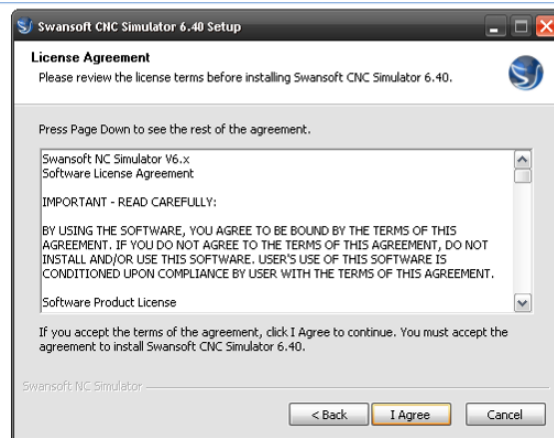 Swansoft CNC Simulator 6.40 Setup
License Agreement
Please review the license terms before installing Swansoft CNC Simulator 6.40.
Press Page Down to see the rest of the agreement.
Swansoft NC Simulator V6.x
Software License Agreement
IMPORTANT - READ CAREFULLY:
BY USING THE SOFTWARE, YOU AGREE TO BE BOUND BY THE TERMS OF THIS
AGREEMENT. IF YOU DO NOT AGREE TO THE TERMS OF THIS AGREEMENT, DO NOT
INSTALL AND/OR USE THIS SOFTWARE. USER'S USE OF THIS SOFTWARE IS
CONDITIONED UPON COMPLIANCE BY USER WITH THE TERMS OF THIS AGREEMENT.
Software Product License
If you accept the terms of the agreement, click I Agree to continue. You must accept the
agreement to install Swansoft CNC Simulator 6.40.
Swansoft NC Simulator
< Back I Agree Cancel